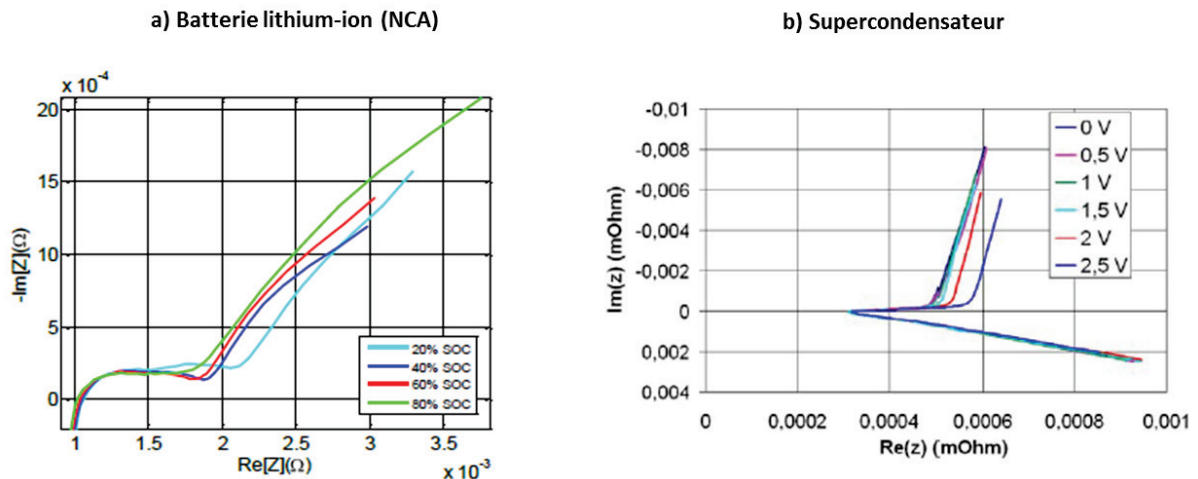 a) Batterie lithium-ion (NCA)
x 10⁻⁴
20
15
10
5
0
-Im[Z](Ω)
20% SOC
40% SOC
60% SOC
80% SOC
1
1.5
2
2.5
3
3.5
Re[Z](Ω)
x 10⁻³
b) Supercondensateur
-0,01
-0,008
-0,006
-0,004
-0,002
0
0,002
0,004
Im(z) (mOhm)
0 V
0,5 V
1 V
1,5 V
2 V
2,5 V
0
0,0002
0,0004
0,0006
0,0008
0,001
Re(z) (mOhm)